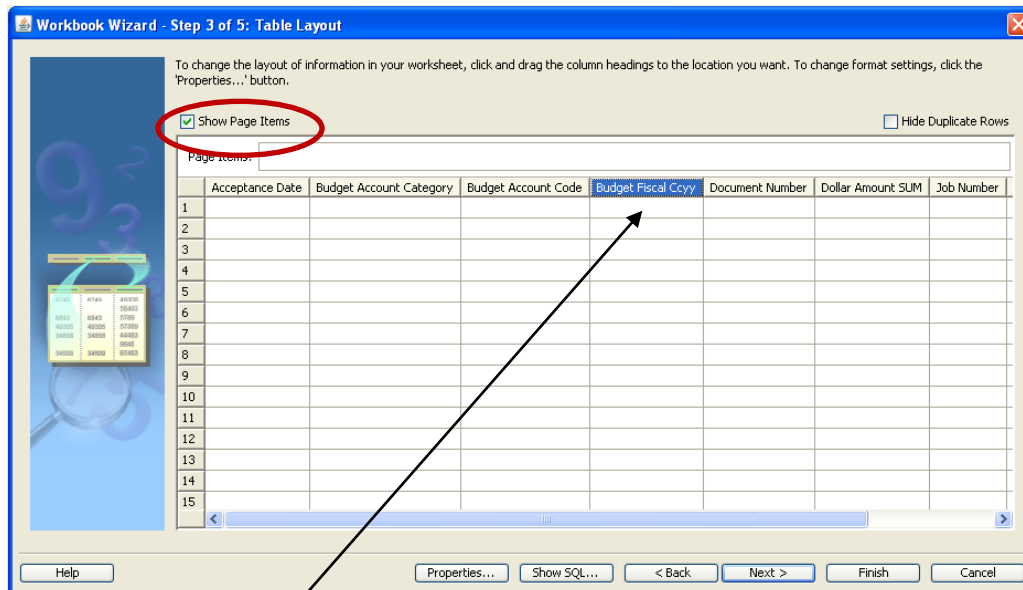 Workbook Wizard - Step 3 of 5: Table Layout
To change the layout of information in your worksheet, click and drag the column headings to the location you want. To change format settings, click the
'Properties...' button.
Show Page Items
Hide Duplicate Rows
Page Items:
Acceptance Date Budget Account Category Budget Account Code Budget Fiscal Ccyy Document Number Dollar Amount SUM Job Number
1
2
3
4
5
6
7
8
9
10
11
12
13
14
15
Help Properties... Show SQL... < Back Next > Finish Cancel